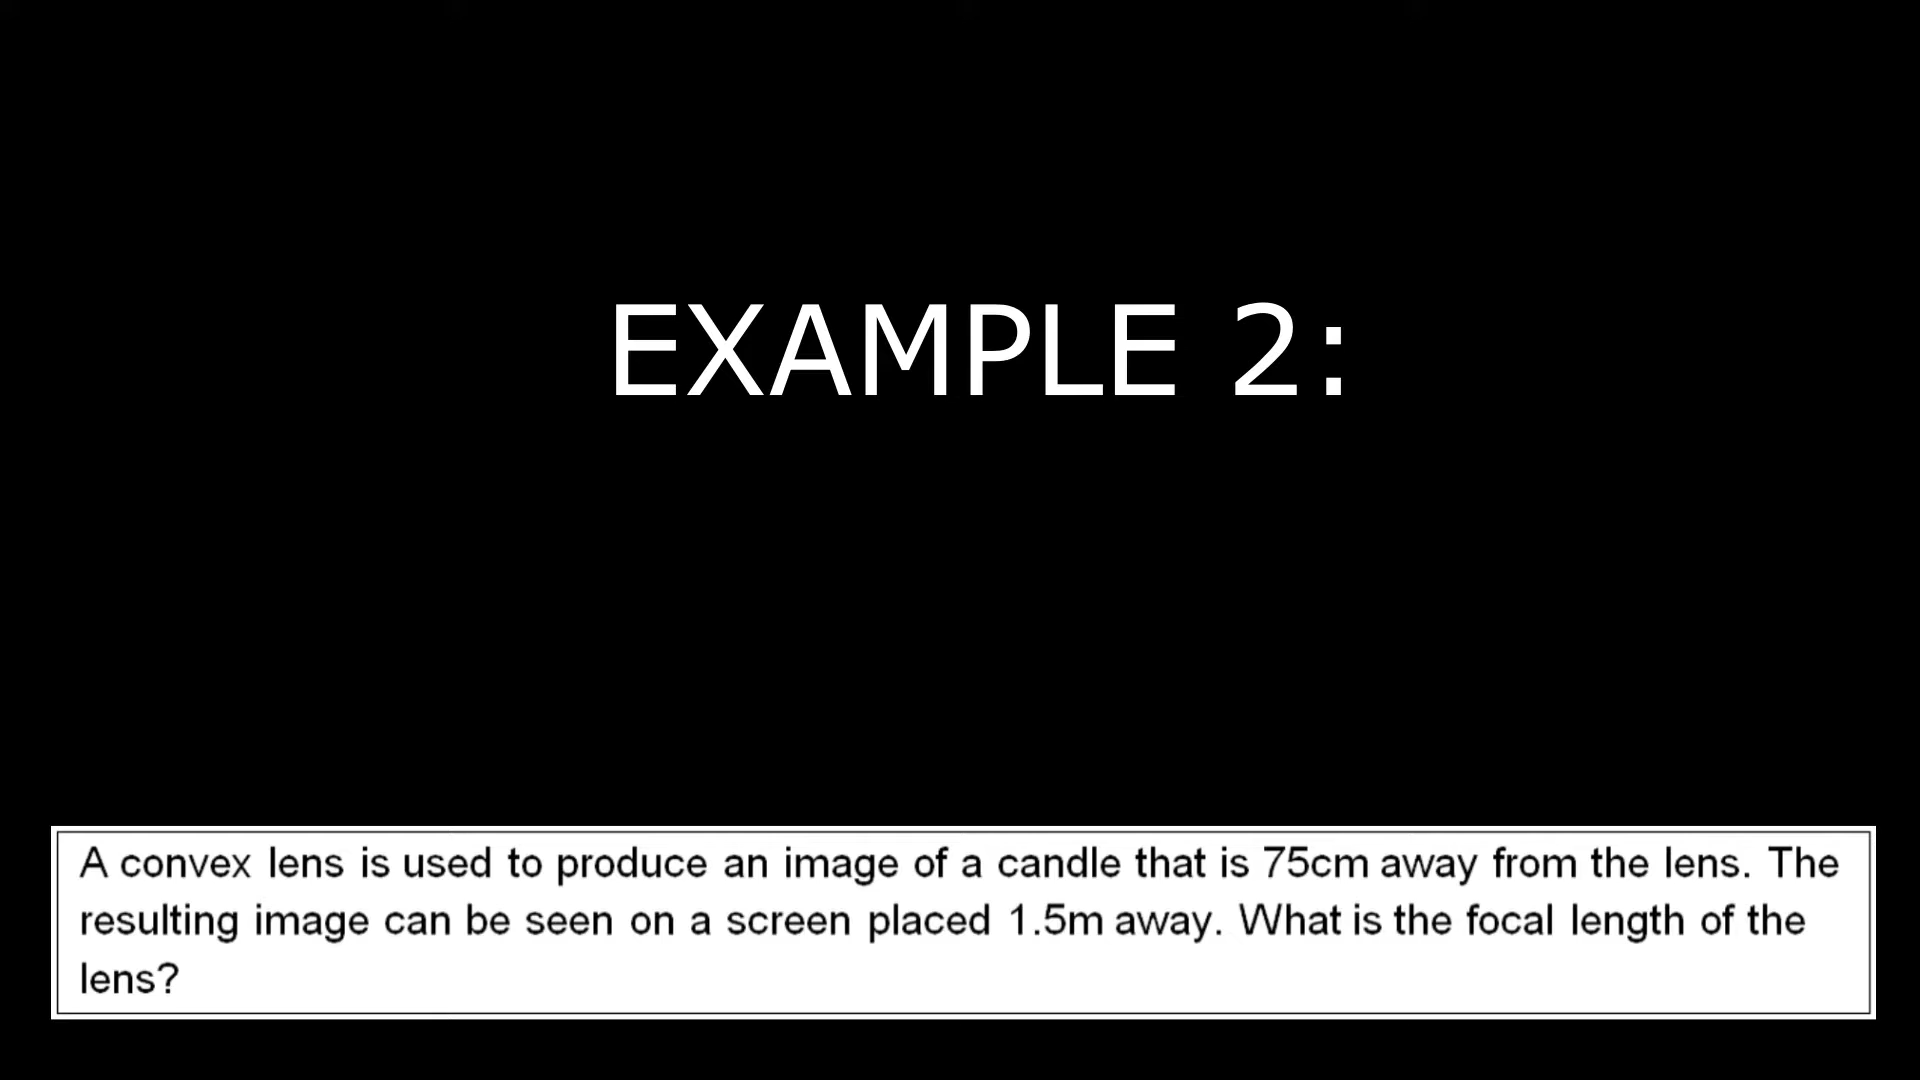 EXAMPLE 2:
A convex lens is used to produce an image of a candle that is 75cm away from the lens. The
resulting image can be seen on a screen placed 1.5m away. What is the focal length of the
lens?